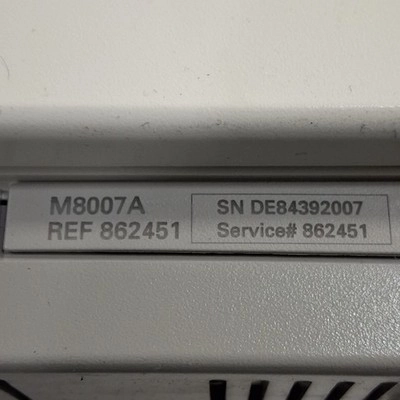 M8007A
REF 862451
SN DE84392007
Service# 862451